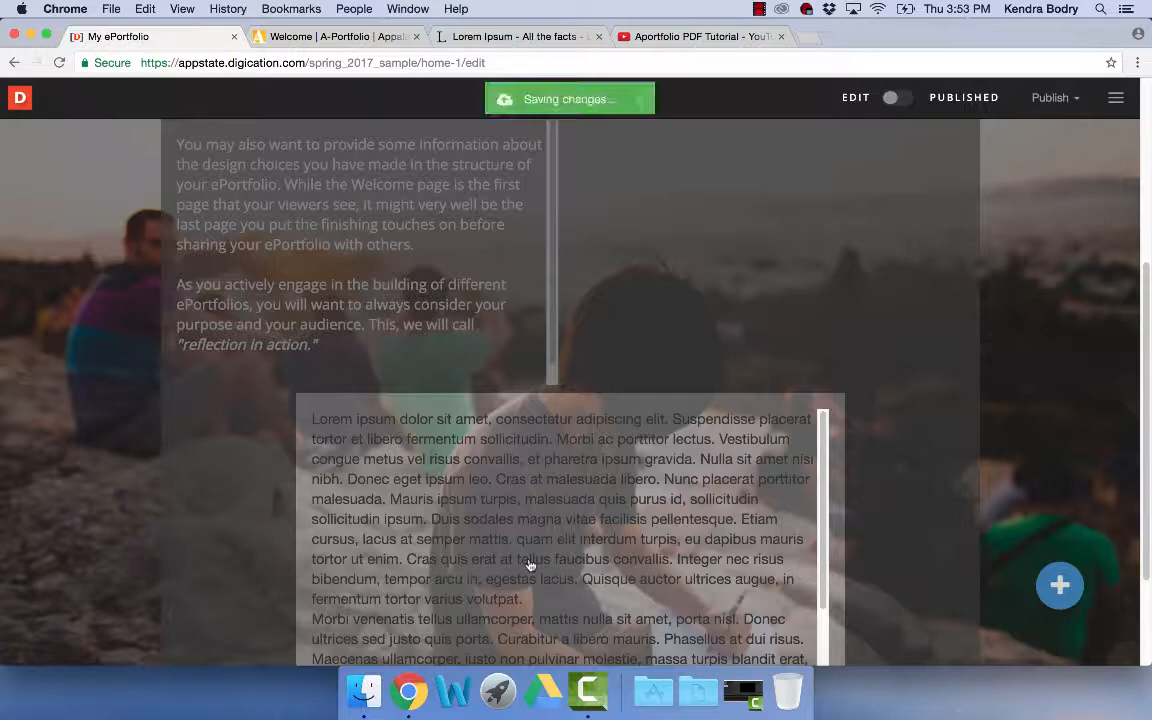 Chrome File Edit View History Bookmarks People Window Help Thu 3:53 PM Kendra Bodry
[D] My ePortfolio × Welcome | A-Portfolio | Appala × Lorem Ipsum - All the facts - L × Aportfolio PDF Tutorial - YouTu ×
Secure https://appstate.digication.com/spring_2017_sample/home-1/edit
D Saving changes... EDIT PUBLISHED Publish
You may also want to provide some information about
the design choices you have made in the structure of
your ePortfolio. While the Welcome page is the first
page that your viewers see, it might very well be the
last page you put the finishing touches on before
sharing your ePortfolio with others.
As you actively engage in the building of different
ePortfolios, you will want to always consider your
purpose and your audience. This, we will call
"reflection in action."
Lorem ipsum dolor sit amet, consectetur adipiscing elit. Suspendisse placerat
tortor et libero fermentum sollicitudin. Morbi ac porttitor lectus. Vestibulum
congue metus vel risus convallis, et pharetra ipsum gravida. Nulla sit amet nisi
nibh. Donec eget ipsum leo. Cras at malesuada libero. Nunc placerat porttitor
malesuada. Mauris ipsum turpis, malesuada quis purus id, sollicitudin
sollicitudin ipsum. Duis sodales magna vitae facilisis pellentesque. Etiam
cursus, lacus at semper mattis, quam elit interdum turpis, eu dapibus mauris
tortor ut enim. Cras quis erat at tellus faucibus convallis. Integer nec risus
bibendum, tempor arcu in, egestas lacus. Quisque auctor ultrices augue, in
fermentum tortor varius volutpat.
Morbi venenatis tellus ullamcorper, mattis nulla sit amet, porta nisl. Donec
ultrices sed justo quis porta. Curabitur a libero mauris. Phasellus at dui risus.
Maecenas ullamcorper, justo non pulvinar molestie, massa turpis blandit erat,